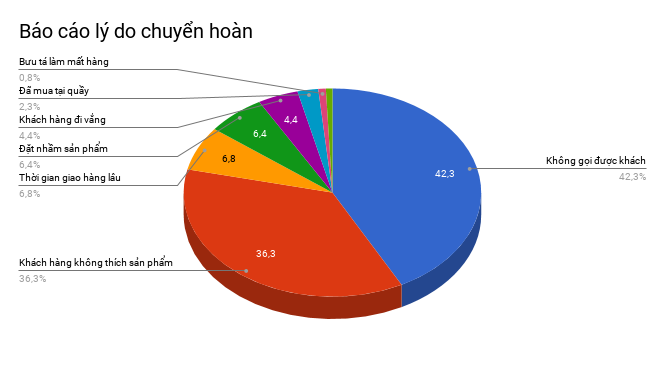 Báo cáo lý do chuyển hoàn
Bưu tá làm mất hàng
0,8%
Đã mua tại quầy
2,3%
Khách hàng đi vắng
4,4%
Đặt nhầm sản phẩm
6,4%
Thời gian giao hàng lâu
6,8%
Khách hàng không thích sản phẩm
36,3%
4,4
6,4
6,8
42,3
36,3
Không gọi được khách
42,3%